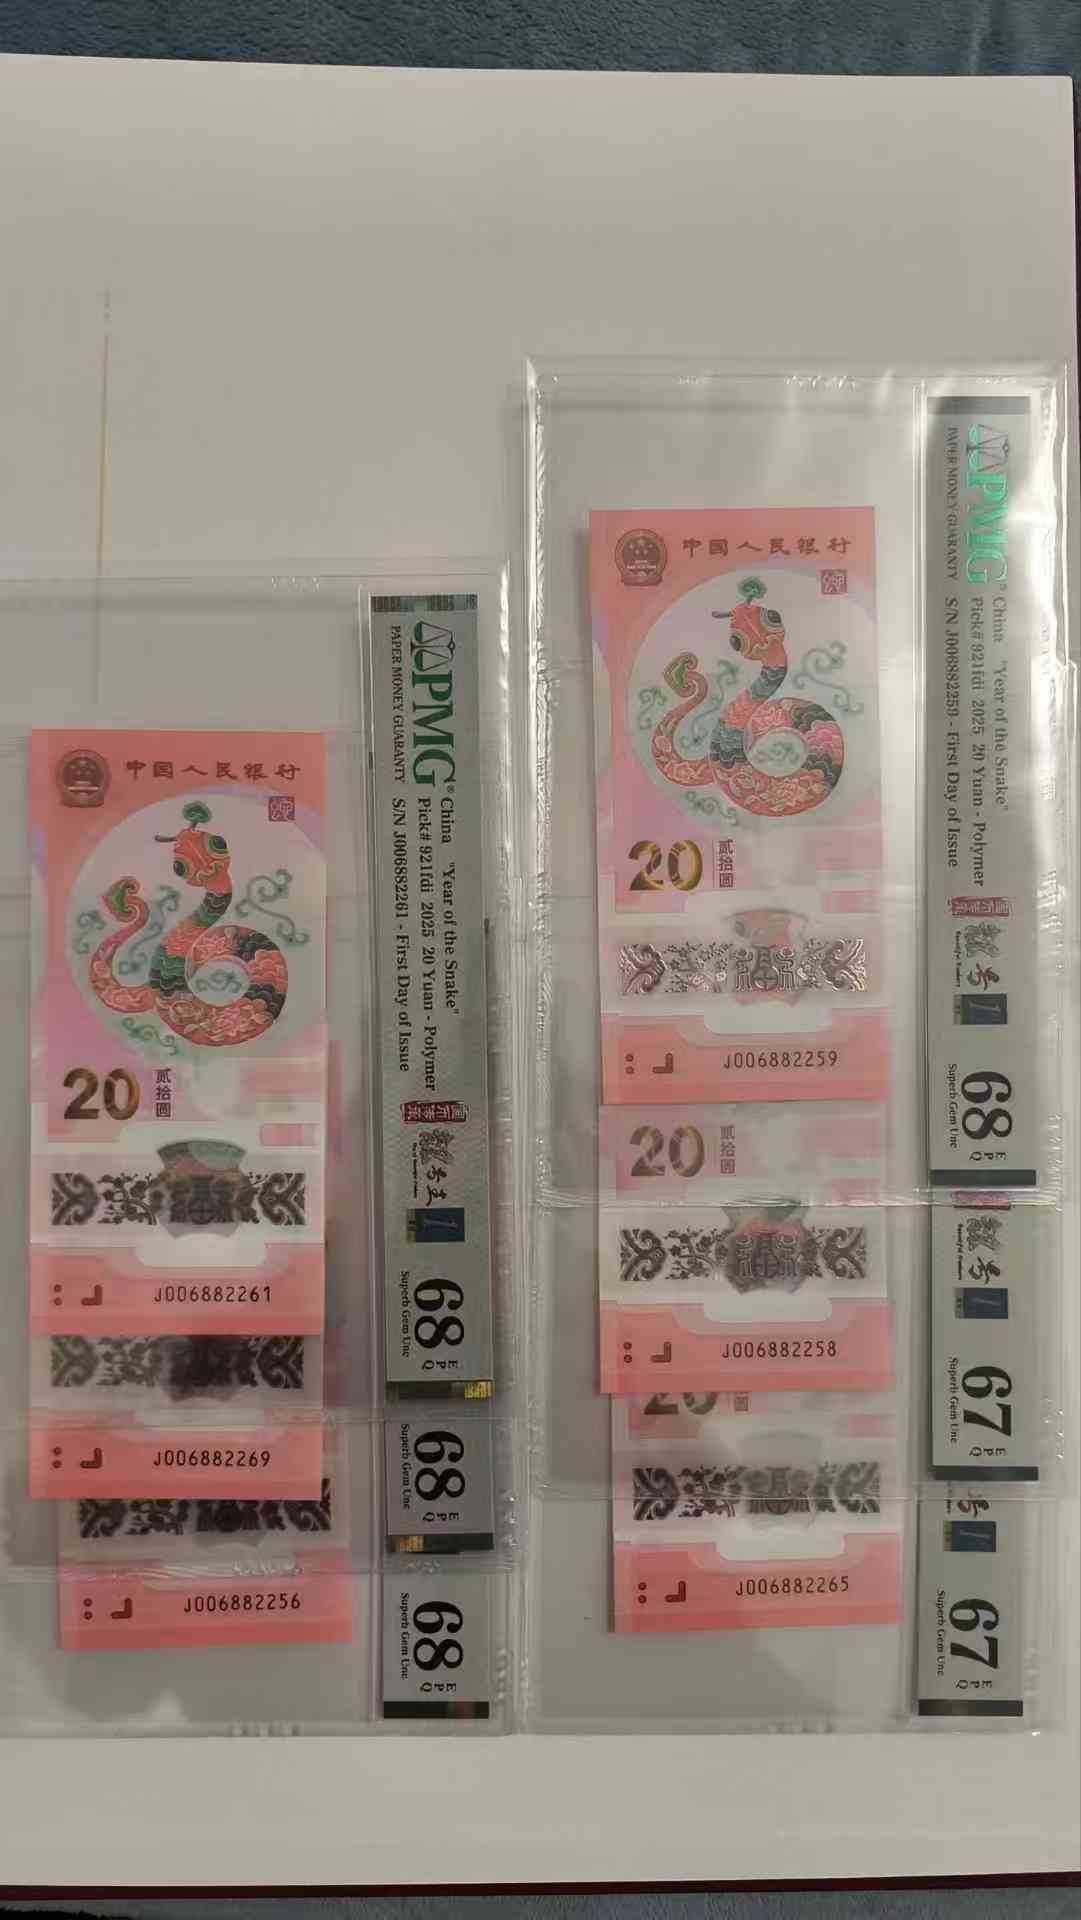 中国人民银行
20 贰拾圆
J006882261
J006882269
J006882256
PMG®
PAPER MONEY GUARANTY
China "Year of the Snake"
Pick# 921fdi 2025 20 Yuan - Polymer
S/N J006882261 - First Day of Issue
68 EPQ
Superb Gem Unc
68 EPQ
Superb Gem Unc
68 EPQ
Superb Gem Unc
中国人民银行
20 贰拾圆
J006882259
20 贰拾圆
J006882258
20
J006882265
PMG®
PAPER MONEY GUARANTY
China "Year of the Snake"
Pick# 921fdi 2025 20 Yuan - Polymer
S/N J006882259 - First Day of Issue
68 EPQ
Superb Gem Unc
67 EPQ
Superb Gem Unc
67 EPQ
Superb Gem Unc